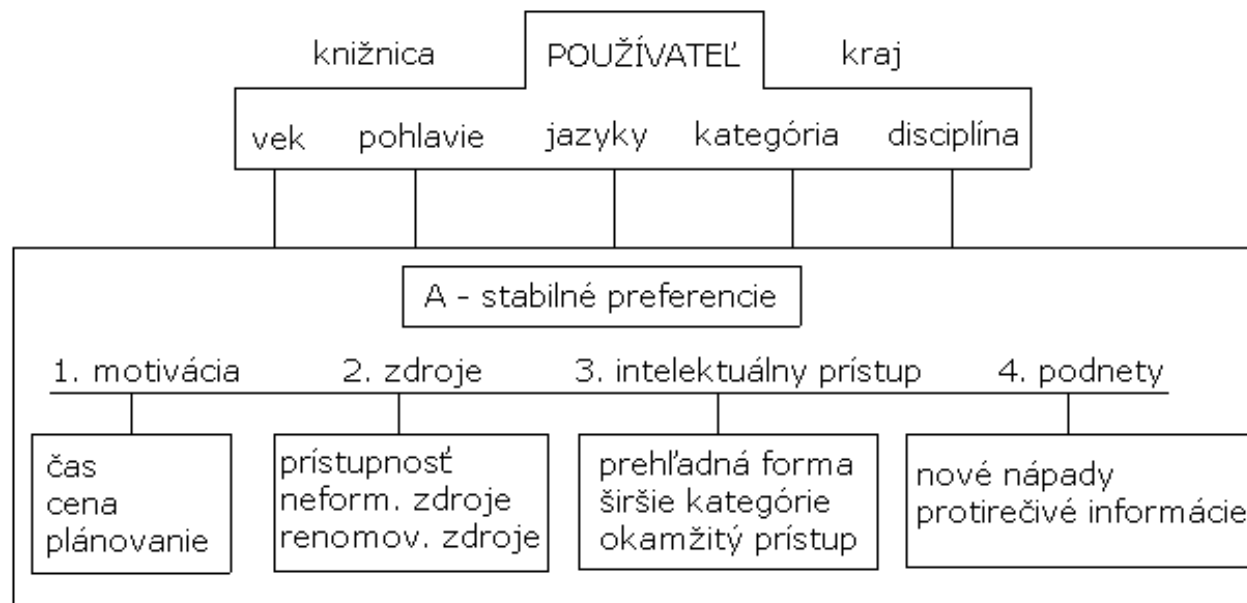 knižnica POUŽÍVATEĽ kraj
vek pohlavie jazyky kategória disciplína
A - stabilné preferencie
1. motivácia 2. zdroje 3. intelektuálny prístup 4. podnety
čas
cena
plánovanie
prístupnosť
neform. zdroje
renomov. zdroje
prehľadná forma
širšie kategórie
okamžitý prístup
nové nápady
protirečivé informácie